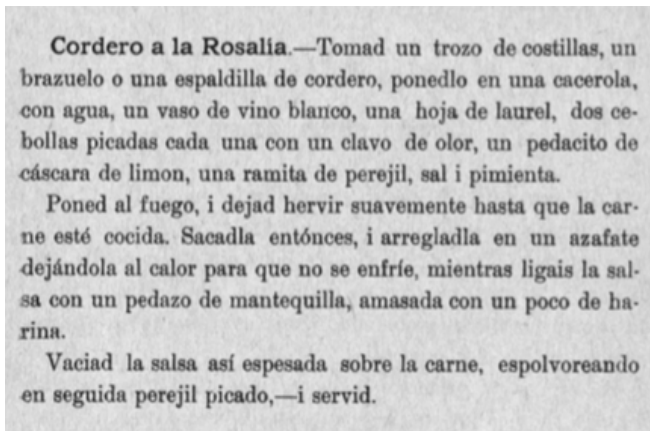 Cordero a la Rosalía.—Tomad un trozo de costillas, un
brazuelo o una espaldilla de cordero, ponedlo en una cacerola,
con agua, un vaso de vino blanco, una hoja de laurel, dos ce-
bollas picadas cada una con un clavo de olor, un pedacito de
cáscara de limon, una ramita de perejil, sal i pimienta.
Poned al fuego, i dejad hervir suavemente hasta que la car-
ne esté cocida. Sacadla entónces, i arregladla en un azafate
dejándola al calor para que no se enfríe, mientras ligais la sal-
sa con un pedazo de mantequilla, amasada con un poco de ha-
rina.
Vaciad la salsa así espesada sobre la carne, espolvoreando
en seguida perejil picado,—i servid.